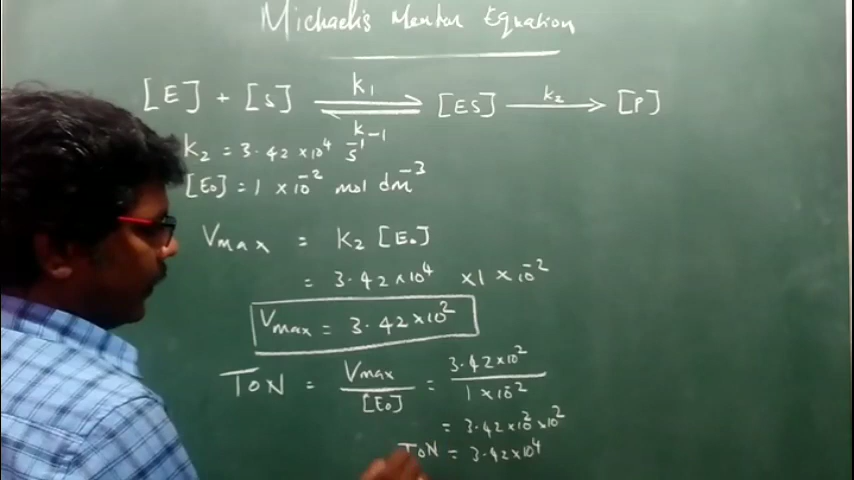 Michaelis Menten Equation
[E] + [S] ⇌ [ES] → [P]
k₁ k₋₁ k₂
k₂ = 3.42 × 10⁴ s⁻¹
[E₀] = 1 × 10⁻² mol dm⁻³
Vmax = k₂ [E₀]
= 3.42 × 10⁴ × 1 × 10⁻²
Vmax = 3.42 × 10²
TON = Vmax / [E₀] = 3.42 × 10² / 1 × 10⁻²
= 3.42 × 10² × 10²
TON = 3.42 × 10⁴